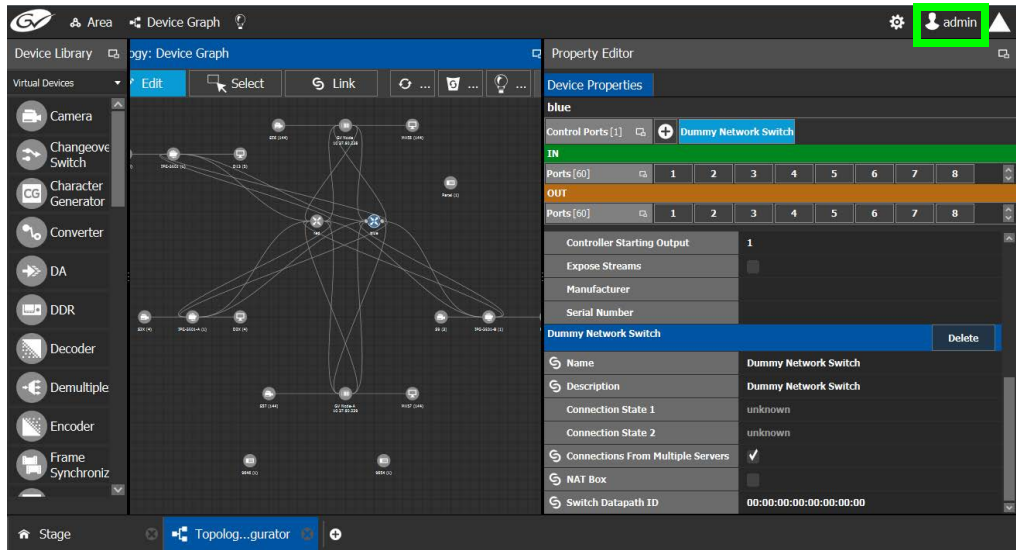 GV Area Device Graph admin
Device Library
ogy: Device Graph
Property Editor
Virtual Devices
Edit Select Link ... ... ...
Device Properties
blue
Camera
Changeove
Switch
CG Character
Generator
Converter
DA
DDR
Decoder
Demultiple
Encoder
Frame
Synchroniz
Control Ports [1] Dummy Network Switch
IN
Ports [60] 1 2 3 4 5 6 7 8
OUT
Ports [60] 1 2 3 4 5 6 7 8
Controller Starting Output 1
Expose Streams
Manufacturer
Serial Number
Dummy Network Switch Delete
Name Dummy Network Switch
Description Dummy Network Switch
Connection State 1 unknown
Connection State 2 unknown
Connections From Multiple Servers
NAT Box
Switch Datapath ID 00:00:00:00:00:00:00:00
Stage Topolog...gurator